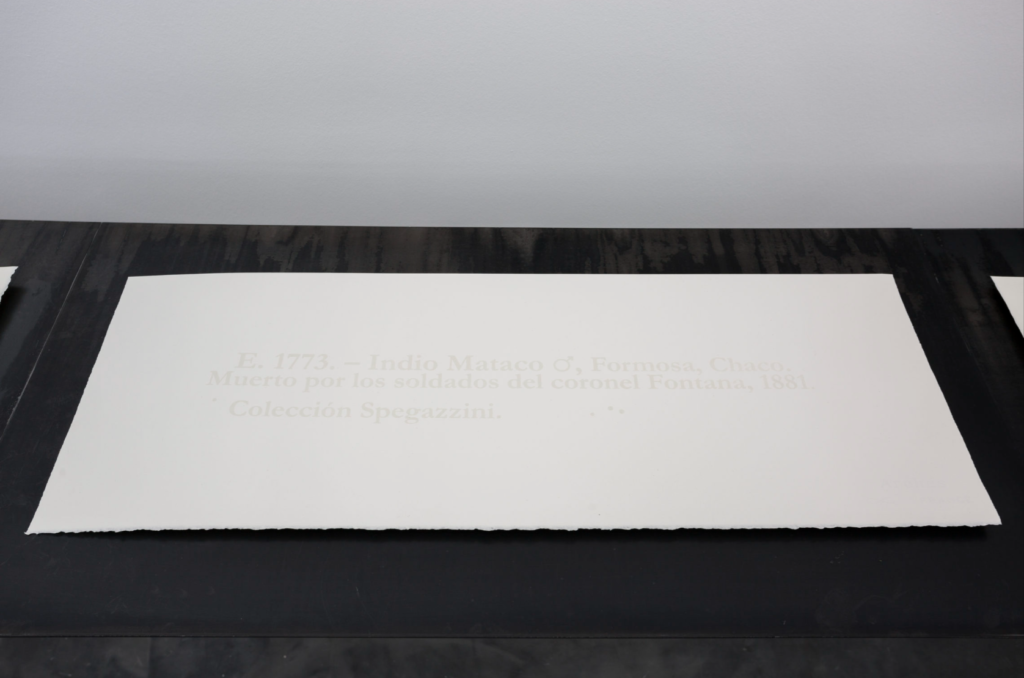 E. 1773. – Indio Mataco ♂, Formosa, Chaco.
Muerto por los soldados del coronel Fontana, 1881.
Colección Spegazzini.